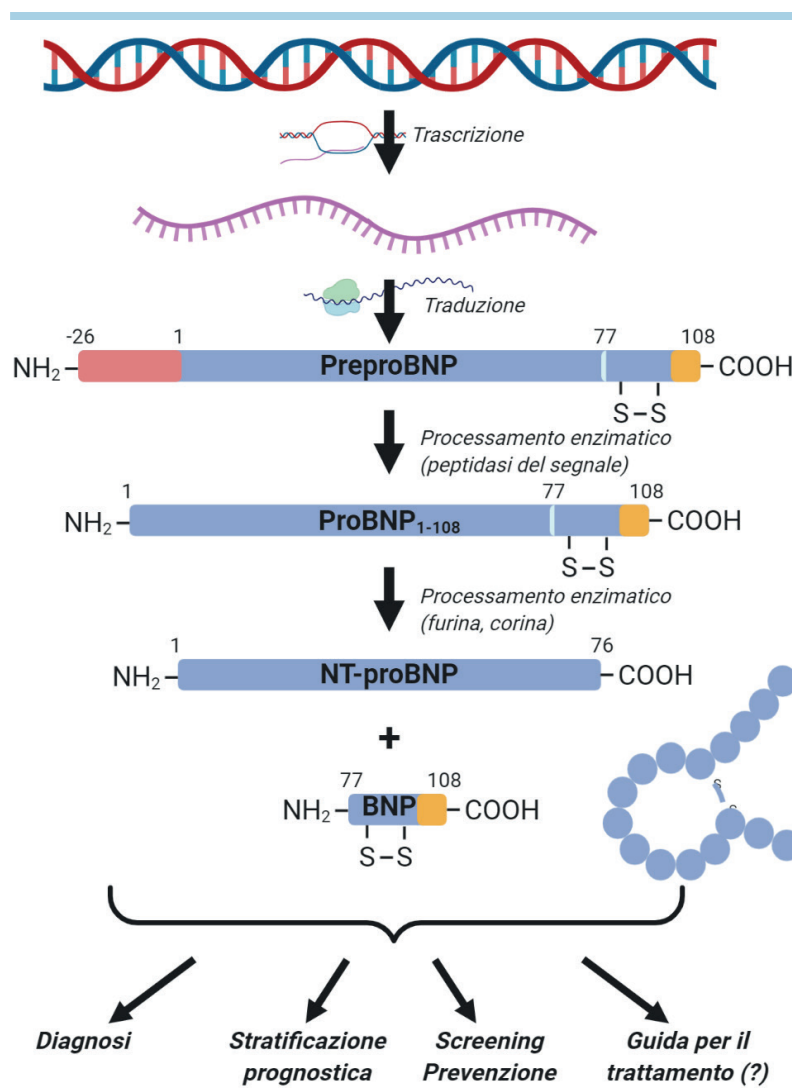 Trascrizione
Traduzione
-26 1 77 108
NH₂ PreproBNP COOH
S–S
Processamento enzimatico
(peptidasi del segnale)
1 77 108
NH₂ ProBNP₁₋₁₀₈ COOH
S–S
Processamento enzimatico
(furina, corina)
1 76
NH₂ NT-proBNP COOH
+
77 108
NH₂ BNP COOH
S–S
S
S
Diagnosi
Stratificazione
prognostica
Screening
Prevenzione
Guida per il
trattamento (?)